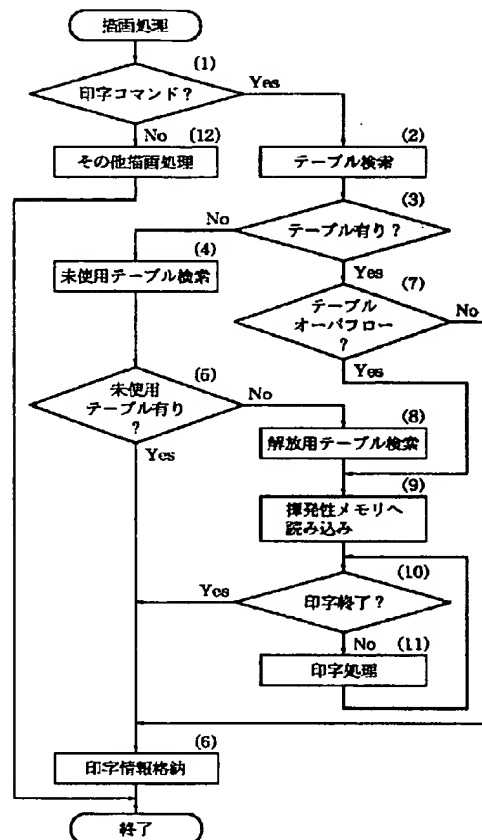 描画処理
(1)
印字コマンド？
Yes
No
(12)
その他描画処理
(2)
テーブル検索
(3)
テーブル有り？
No
Yes
(4)
未使用テーブル検索
(7)
テーブル
オーバフロー
？
No
Yes
(5)
未使用
テーブル有り
？
No
Yes
(8)
解放用テーブル検索
(9)
揮発性メモリへ
読み込み
(10)
印字終了？
Yes
No
(11)
印字処理
(6)
印字情報格納
終了